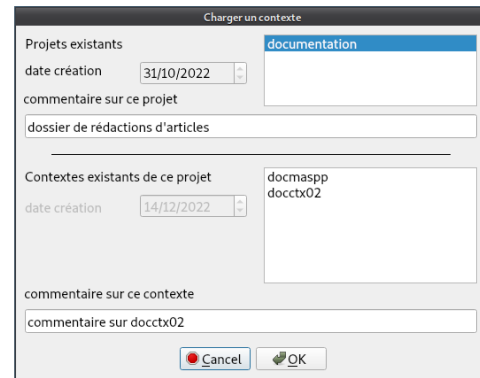 Charger un contexte
Projets existants
documentation
date création 31/10/2022
commentaire sur ce projet
dossier de rédactions d'articles
Contextes existants de ce projet
docmaspp
docctx02
date création 14/12/2022
commentaire sur ce contexte
commentaire sur docctx02
Cancel OK